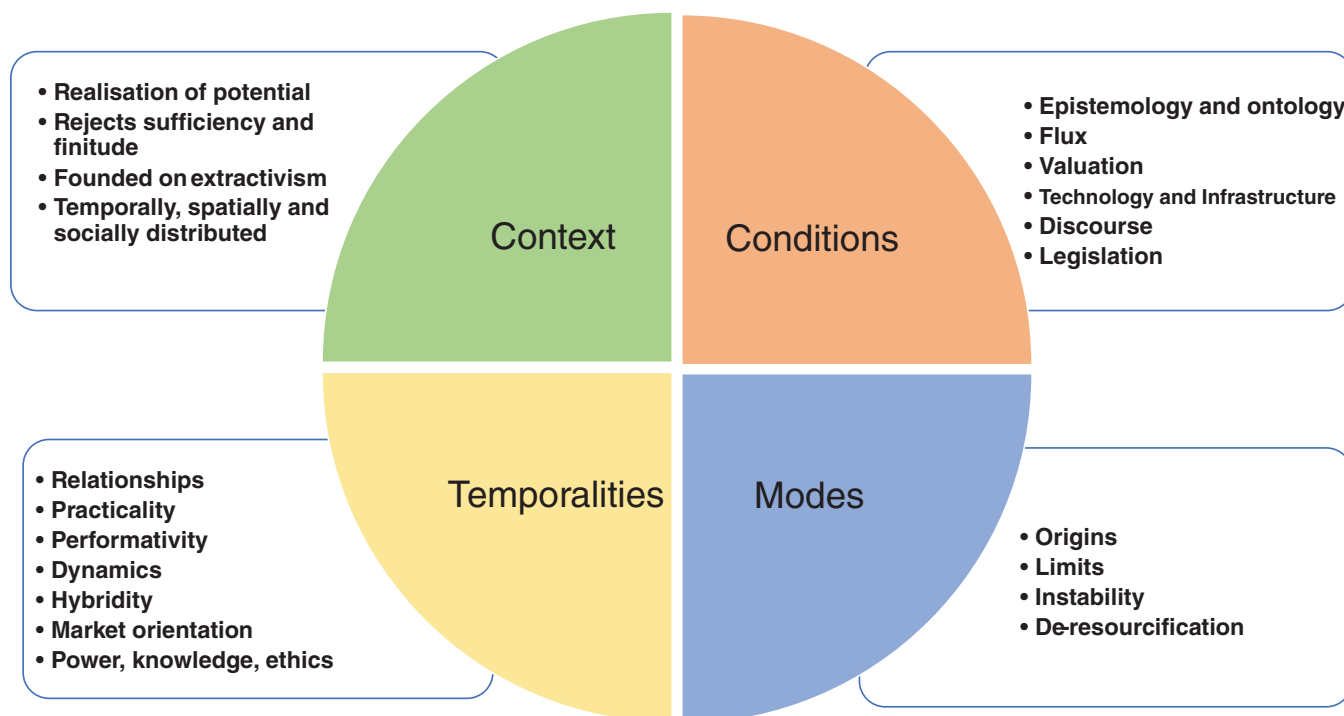 • Realisation of potential
• Rejects sufficiency and
finitude
• Founded on extractivism
• Temporally, spatially and
socially distributed
Context
Conditions
• Epistemology and ontology
• Flux
• Valuation
• Technology and Infrastructure
• Discourse
• Legislation
• Relationships
• Practicality
• Performativity
• Dynamics
• Hybridity
• Market orientation
• Power, knowledge, ethics
Temporalities
Modes
• Origins
• Limits
• Instability
• De-resourcification